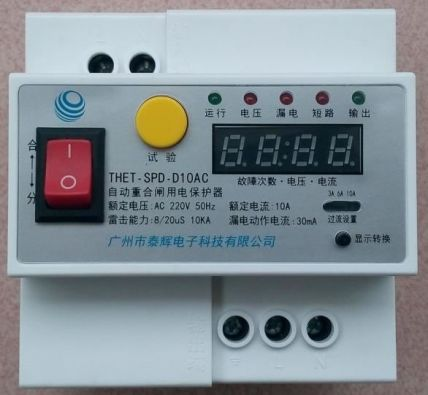 运行 电压 漏电 短路 输出
合
分
试验
THET-SPD-D10AC
自动重合闸用电保护器
故障次数·电压·电流
3A 6A 10A
过流设置
额定电压:AC 220V 50Hz 额定电流:10A
雷击能力:8/20uS 10KA 漏电动作电流:30mA
显示转换
广州市泰辉电子科技有限公司